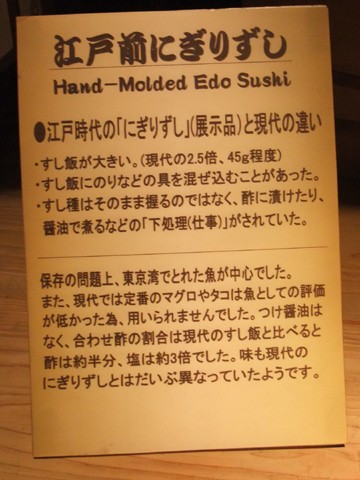 江戸前にぎりずし
Hand-Molded Edo Sushi
●江戸時代の「にぎりずし」(展示品)と現代の違い
・すし飯が大きい。(現代の2.5倍、45g程度)
・すし飯にのりなどの具を混ぜ込むことがあった。
・すし種はそのまま握るのではなく、酢に漬けたり、
醤油で煮るなどの「下処理(仕事)」がされていた。
保存の問題上、東京湾でとれた魚が中心でした。
また、現代では定番のマグロやタコは魚としての評価
が低かった為、用いられませんでした。つけ醤油は
なく、合わせ酢の割合は現代のすし飯と比べると
酢は約半分、塩は約3倍でした。味も現代の
にぎりずしとはだいぶ異なっていたようです。